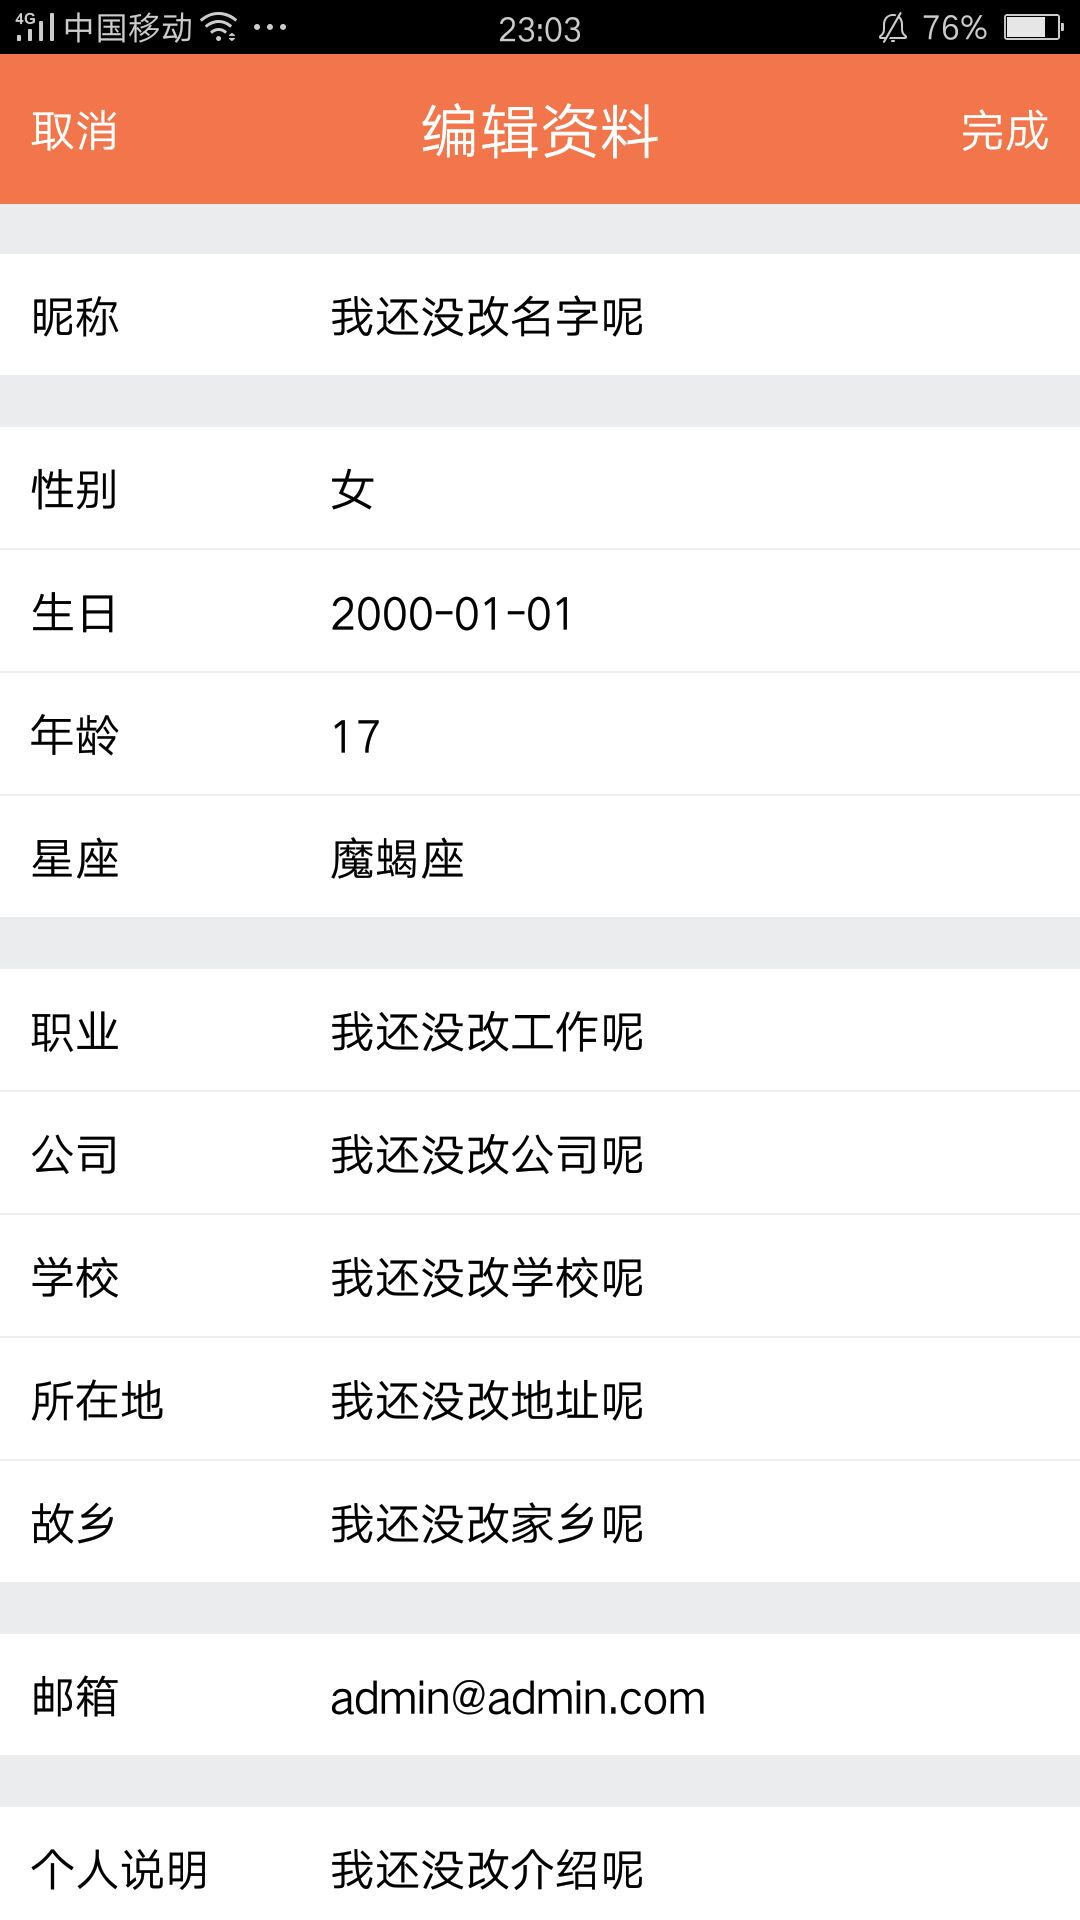 4G 中国移动 ... 23:03 76%
取消 编辑资料 完成
昵称 我还没改名字呢
性别 女
生日 2000-01-01
年龄 17
星座 魔蝎座
职业 我还没改工作呢
公司 我还没改公司呢
学校 我还没改学校呢
所在地 我还没改地址呢
故乡 我还没改家乡呢
邮箱 admin@admin.com
个人说明 我还没改介绍呢